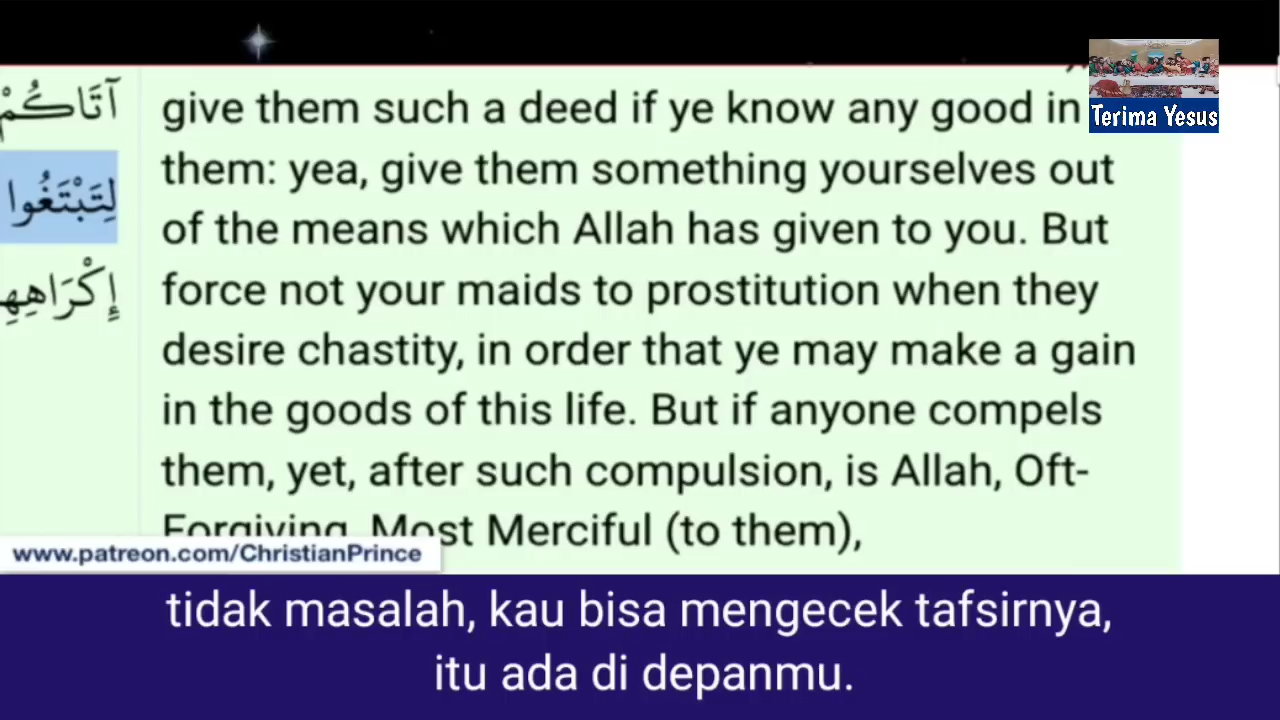 Terima Yesus
آتَاكُمْ
لِتَبْتَغُوا
give them such a deed if ye know any good in
them: yea, give them something yourselves out
of the means which Allah has given to you. But
force not your maids to prostitution when they
desire chastity, in order that ye may make a gain
in the goods of this life. But if anyone compels
them, yet, after such compulsion, is Allah, Oft-
Forgiving, Most Merciful (to them),
www.patreon.com/ChristianPrince
tidak masalah, kau bisa mengecek tafsirnya,
itu ada di depanmu.